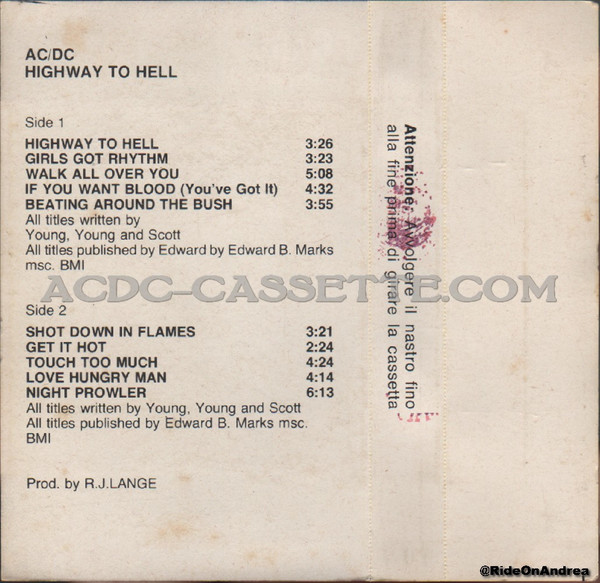 AC/DC
HIGHWAY TO HELL
Side 1
HIGHWAY TO HELL 3:26
GIRLS GOT RHYTHM 3:23
WALK ALL OVER YOU 5:08
IF YOU WANT BLOOD (You've Got It) 4:32
BEATING AROUND THE BUSH 3:55
All titles written by
Young, Young and Scott
All titles published by Edward by Edward B. Marks
msc. BMI
ACDC-CASSETTE.COM
Side 2
SHOT DOWN IN FLAMES 3:21
GET IT HOT 2:24
TOUCH TOO MUCH 4:24
LOVE HUNGRY MAN 4:14
NIGHT PROWLER 6:13
All titles written by Young, Young and Scott
All titles published by Edward B. Marks msc.
BMI
Prod. by R.J.LANGE
Attenzione: Avvolgere il nastro fino
alla fine prima di girare la cassetta
@RideOnAndrea